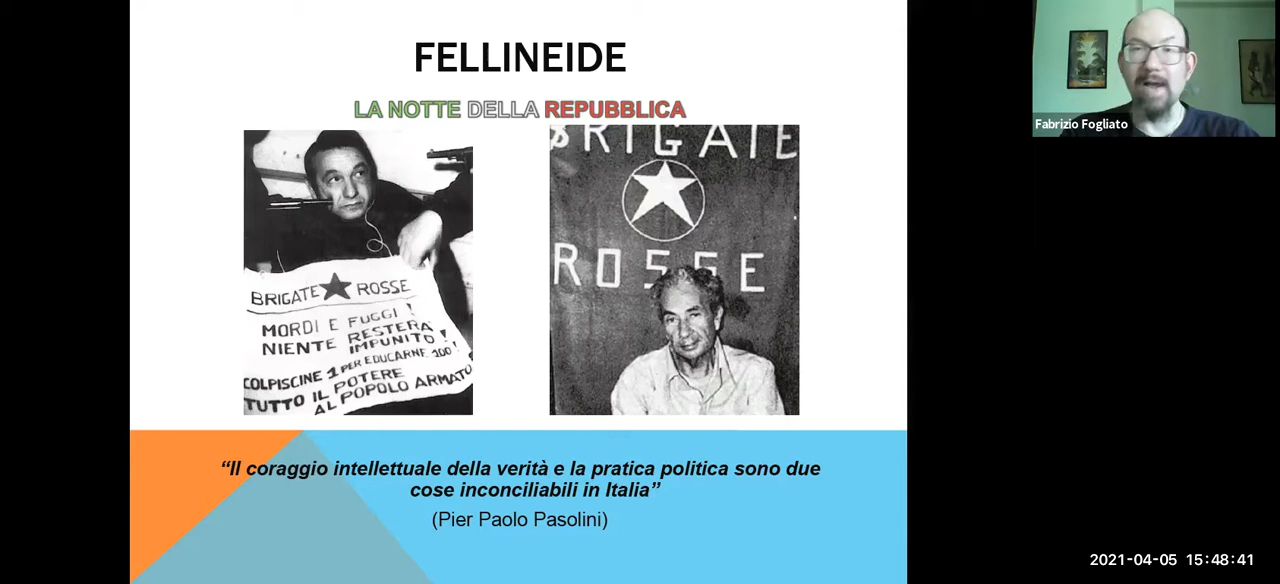 FELLINEIDE
LA NOTTE DELLA REPUBBLICA
BRIGATE ROSSE
MORDI E FUGGI!
NIENTE RESTERÀ
IMPUNITO!
COLPISCINE 1 PER EDUCARNE 100!
TUTTO IL POTERE
AL POPOLO ARMATO
BRIGATE
ROSSE
“Il coraggio intellettuale della verità e la pratica politica sono due
cose inconciliabili in Italia”
(Pier Paolo Pasolini)
Fabrizio Fogliato
2021-04-05 15:48:41